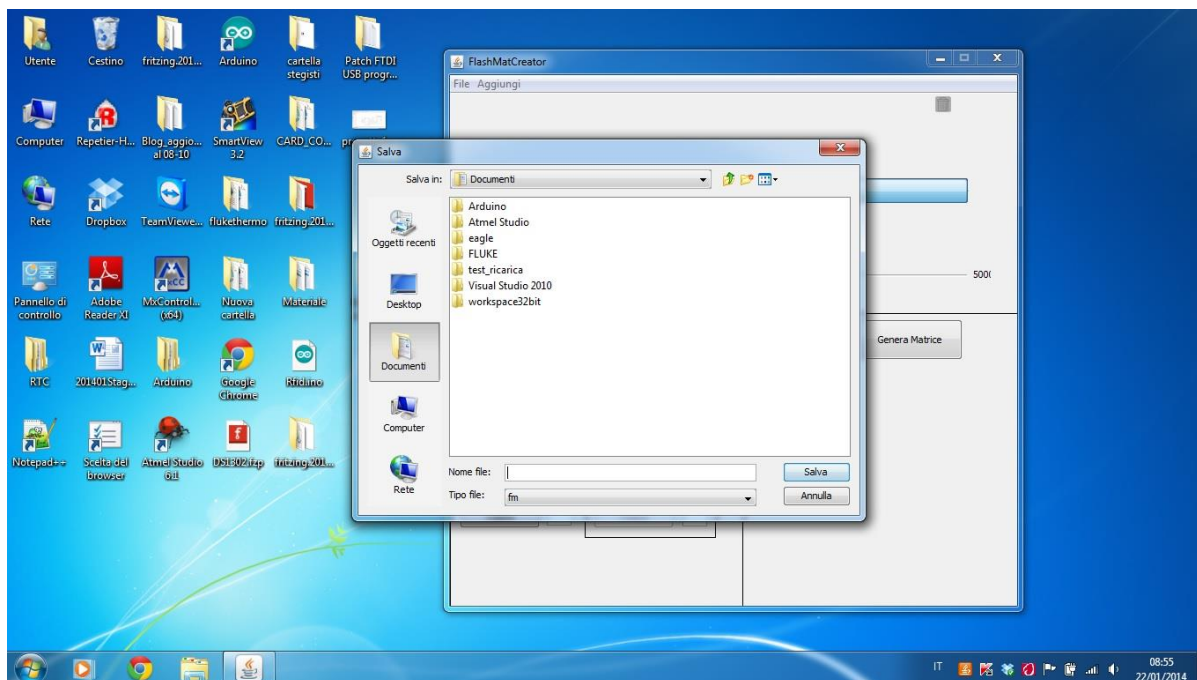 Utente
Cestino
fritzing.201...
Arduino
cartella
stegisti
Patch FTDI
USB progr...
Computer
Repetier-H...
Blog_aggio...
al 08-10
SmartView
3.2
CARD_CO...
Rete
Dropbox
TeamViewe...
flukethermo
fritzing.201...
Pannello di
controllo
Adobe
Reader XI
MxControl...
(x64)
Nuova
cartella
Materiale
RTC
201401Stag...
Arduino
Google
Chrome
Rfidino
Notepad++
Scelta del
browser
Atmel Studio
6.1
DS1302.fzp
fritzing.201...
FlashMatCreator
File Aggiungi
500(
Genera Matrice
Salva
Salva in:
Documenti
Oggetti recenti
Desktop
Documenti
Computer
Rete
Arduino
Atmel Studio
eagle
FLUKE
test_ricarica
Visual Studio 2010
workspace32bit
Nome file:
Salva
Tipo file:
fm
Annulla
IT
08:55
22/01/2014